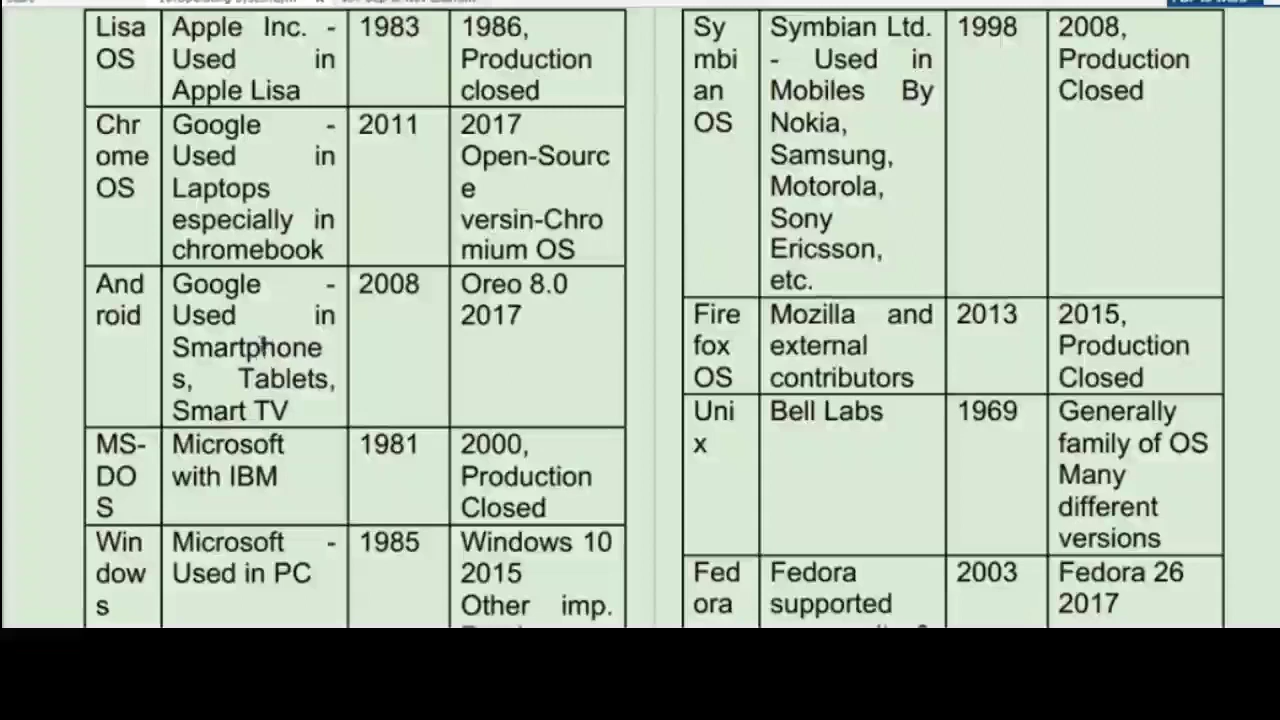 Lisa Apple Inc. - 1983 1986,
OS Used in Production
Apple Lisa closed
Chr Google - 2011 2017
ome Used in Open-Sourc
OS Laptops e
especially in versin-Chro
chromebook mium OS
And Google - 2008 Oreo 8.0
roid Used in 2017
Smartphone
s, Tablets,
Smart TV
MS- Microsoft 1981 2000,
DO with IBM Production
S Closed
Win Microsoft - 1985 Windows 10
dow Used in PC 2015
s Other imp.
Sy Symbian Ltd. 1998 2008,
mbi - Used in Production
an Mobiles By Closed
OS Nokia,
Samsung,
Motorola,
Sony
Ericsson,
etc.
Fire Mozilla and 2013 2015,
fox external Production
OS contributors Closed
Uni Bell Labs 1969 Generally
x family of OS
Many
different
versions
Fed Fedora 2003 Fedora 26
ora supported 2017